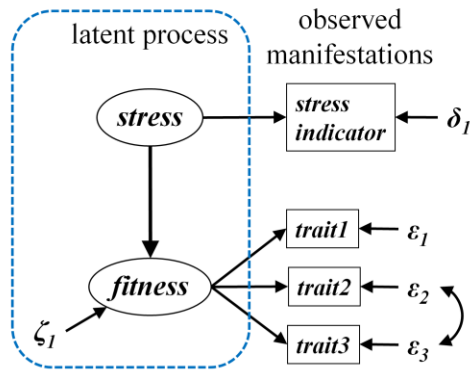 latent process
observed
manifestations
stress
stress
indicator
δ1
fitness
ζ1
trait1
ε1
trait2
ε2
trait3
ε3